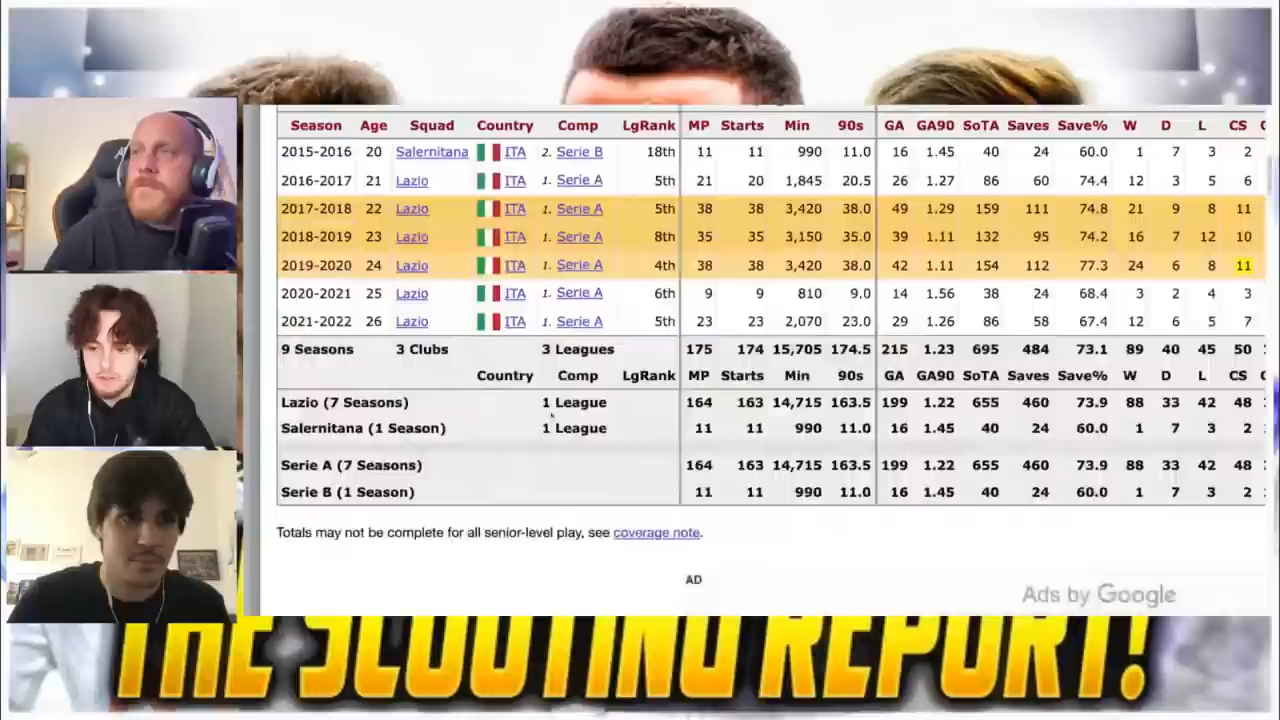 Season Age Squad Country Comp LgRank MP Starts Min 90s GA GA90 SoTA Saves Save% W D L CS
2015-2016 20 Salernitana ITA 2. Serie B 18th 11 11 990 11.0 16 1.45 40 24 60.0 1 7 3 2
2016-2017 21 Lazio ITA 1. Serie A 5th 21 20 1,845 20.5 26 1.27 86 60 74.4 12 3 5 6
2017-2018 22 Lazio ITA 1. Serie A 5th 38 38 3,420 38.0 49 1.29 159 111 74.8 21 9 8 11
2018-2019 23 Lazio ITA 1. Serie A 8th 35 35 3,150 35.0 39 1.11 132 95 74.2 16 7 12 10
2019-2020 24 Lazio ITA 1. Serie A 4th 38 38 3,420 38.0 42 1.11 154 112 77.3 24 6 8 11
2020-2021 25 Lazio ITA 1. Serie A 6th 9 9 810 9.0 14 1.56 38 24 68.4 3 2 4 3
2021-2022 26 Lazio ITA 1. Serie A 5th 23 23 2,070 23.0 29 1.26 86 58 67.4 12 6 5 7
9 Seasons 3 Clubs 3 Leagues 175 174 15,705 174.5 215 1.23 695 484 73.1 89 40 45 50
Country Comp LgRank MP Starts Min 90s GA GA90 SoTA Saves Save% W D L CS
Lazio (7 Seasons) 1 League 164 163 14,715 163.5 199 1.22 655 460 73.9 88 33 42 48
Salernitana (1 Season) 1 League 11 11 990 11.0 16 1.45 40 24 60.0 1 7 3 2
Serie A (7 Seasons) 164 163 14,715 163.5 199 1.22 655 460 73.9 88 33 42 48
Serie B (1 Season) 11 11 990 11.0 16 1.45 40 24 60.0 1 7 3 2
Totals may not be complete for all senior-level play, see coverage note.
AD
Ads by Google
THE SCOUTING REPORT!